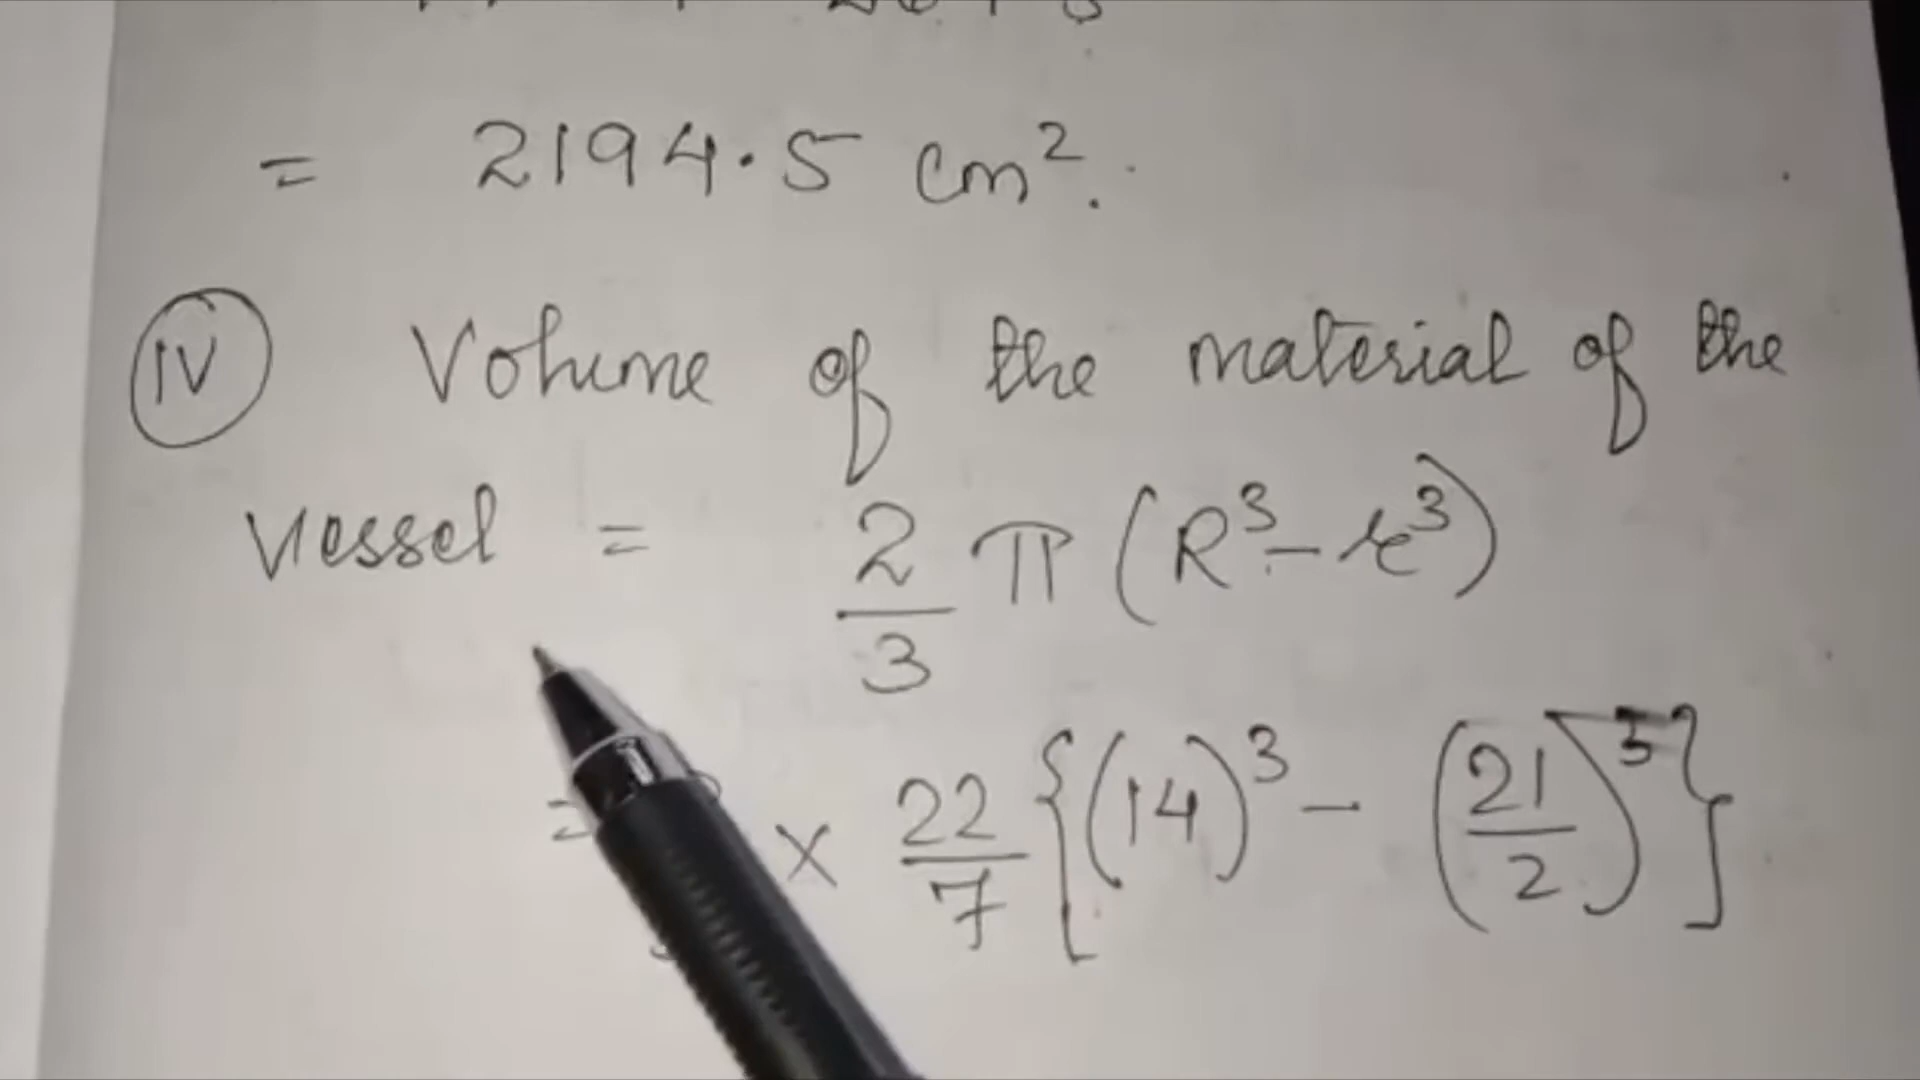 = 2194.5 cm².
(IV) Volume of the material of the
vessel = 2/3 π (R³ - r³)
= × 22/7 {(14)³ - (21/2)³}